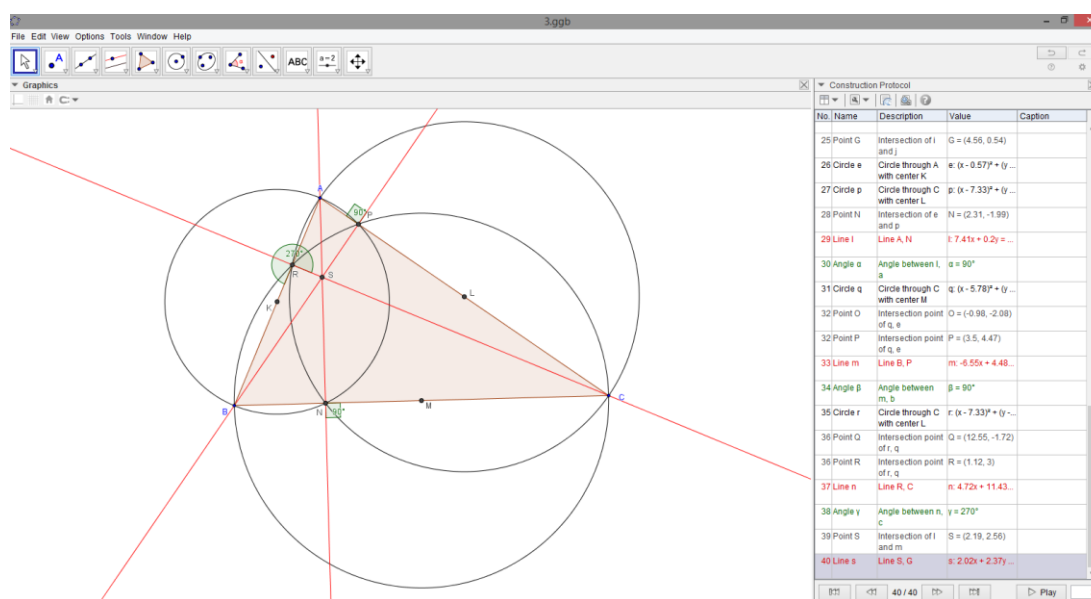 3.ggb
File Edit View Options Tools Window Help
A
ABC
a=2
Graphics
Construction Protocol
No. Name Description Value Caption
25 Point G Intersection of i and j G = (4.56, 0.54)
26 Circle e Circle through A with center K e: (x - 0.57)² + (y ...
27 Circle p Circle through C with center L p: (x - 7.33)² + (y ...
28 Point N Intersection of e and p N = (2.31, -1.99)
29 Line l Line A, N l: 7.41x + 0.2y = ...
30 Angle α Angle between l, a α = 90°
31 Circle q Circle through C with center M q: (x - 5.78)² + (y ...
32 Point O Intersection point of q, e O = (-0.98, -2.08)
32 Point P Intersection point of q, e P = (3.5, 4.47)
33 Line m Line B, P m: -6.55x + 4.48...
34 Angle β Angle between m, b β = 90°
35 Circle r Circle through C with center L r: (x - 7.33)² + (y -...
36 Point Q Intersection point of r, q Q = (12.55, -1.72)
36 Point R Intersection point of r, q R = (1.12, 3)
37 Line n Line R, C n: 4.72x + 11.43...
38 Angle γ Angle between n, c γ = 270°
39 Point S Intersection of l and m S = (2.19, 2.56)
40 Line s Line S, G s: 2.02x + 2.37y ...
40 / 40
Play
A
90°
P
270°
R
S
K
L
B
N
90°
M
C